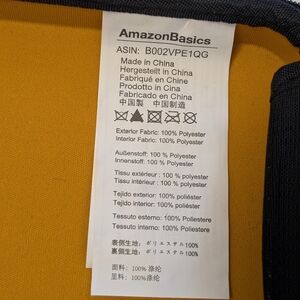 AmazonBasics
ASIN: B002VPE1QG
Made in China
Hergestellt in China
Fabriqué en Chine
Prodotto in Cina
Fabricado en China
中国製 中国制造
Exterior Fabric: 100% Polyester
Interior Fabric: 100% Polyester
Außenstoff: 100 % Polyester
Innenstoff: 100 % Polyester
Tissu extérieur : 100 % polyester
Tissu intérieur : 100 % polyester
Tejido exterior: 100 % poliéster
Tejido interior: 100 % poliéster
Tessuto esterno: 100 % Poliestere
Tessuto interno: 100 % Poliestere
表側生地: ポリエステル100%
裏側生地: ポリエステル100%
面料: 100% 涤纶
里料: 100% 涤纶